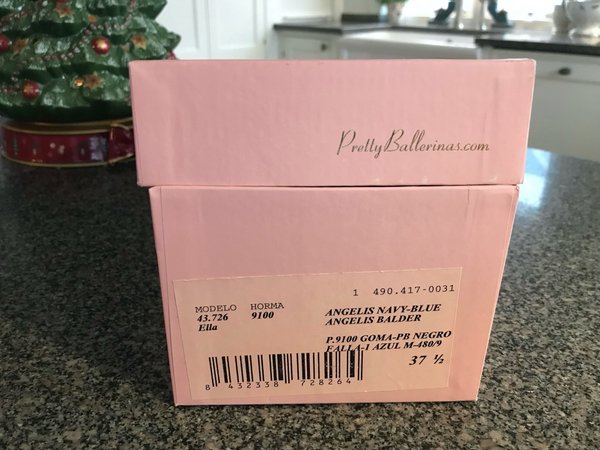 PrettyBallerinas.com
1 490.417-0031
MODELO HORMA
43.726 9100
Ella
ANGELIS NAVY-BLUE
ANGELIS BALDER
P.9100 GOMA-PB NEGRO
FALLA-1 AZUL M-480/9
37 ½
8 432338 728264